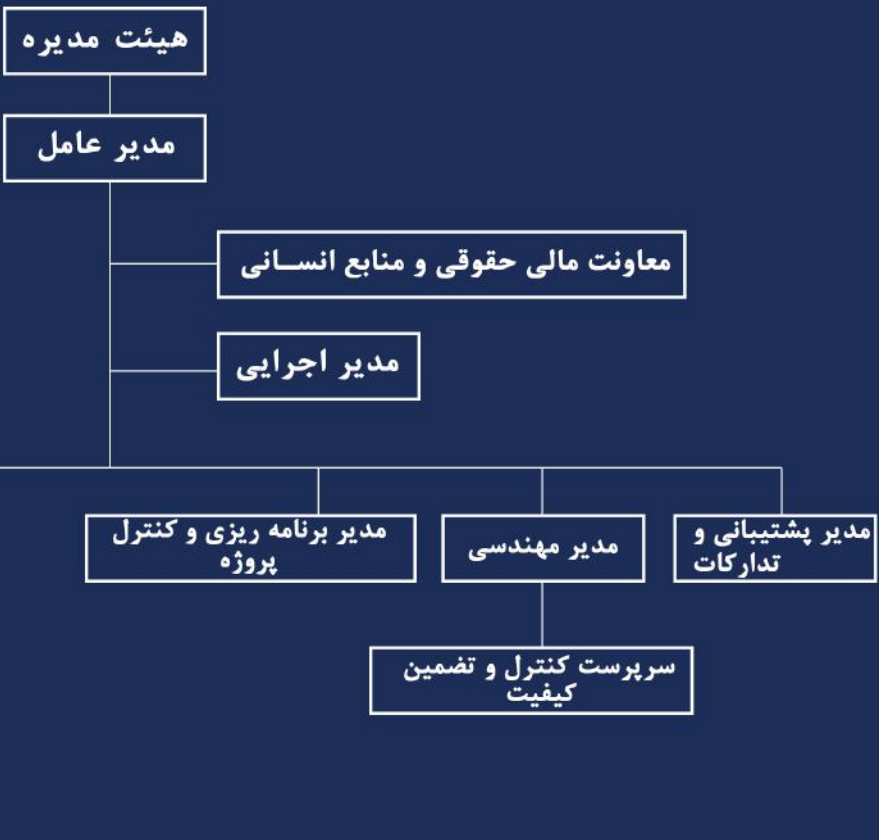 هیئت مدیره
مدیر عامل
معاونت مالی حقوقی و منابع انســانی
مدیر اجرایی
مدیر پشتیبانی و
تدارکات
مدیر مهندسی
مدیر برنامه ریزی و کنترل
پروژه
سرپرست کنترل و تضمین
کیفیت